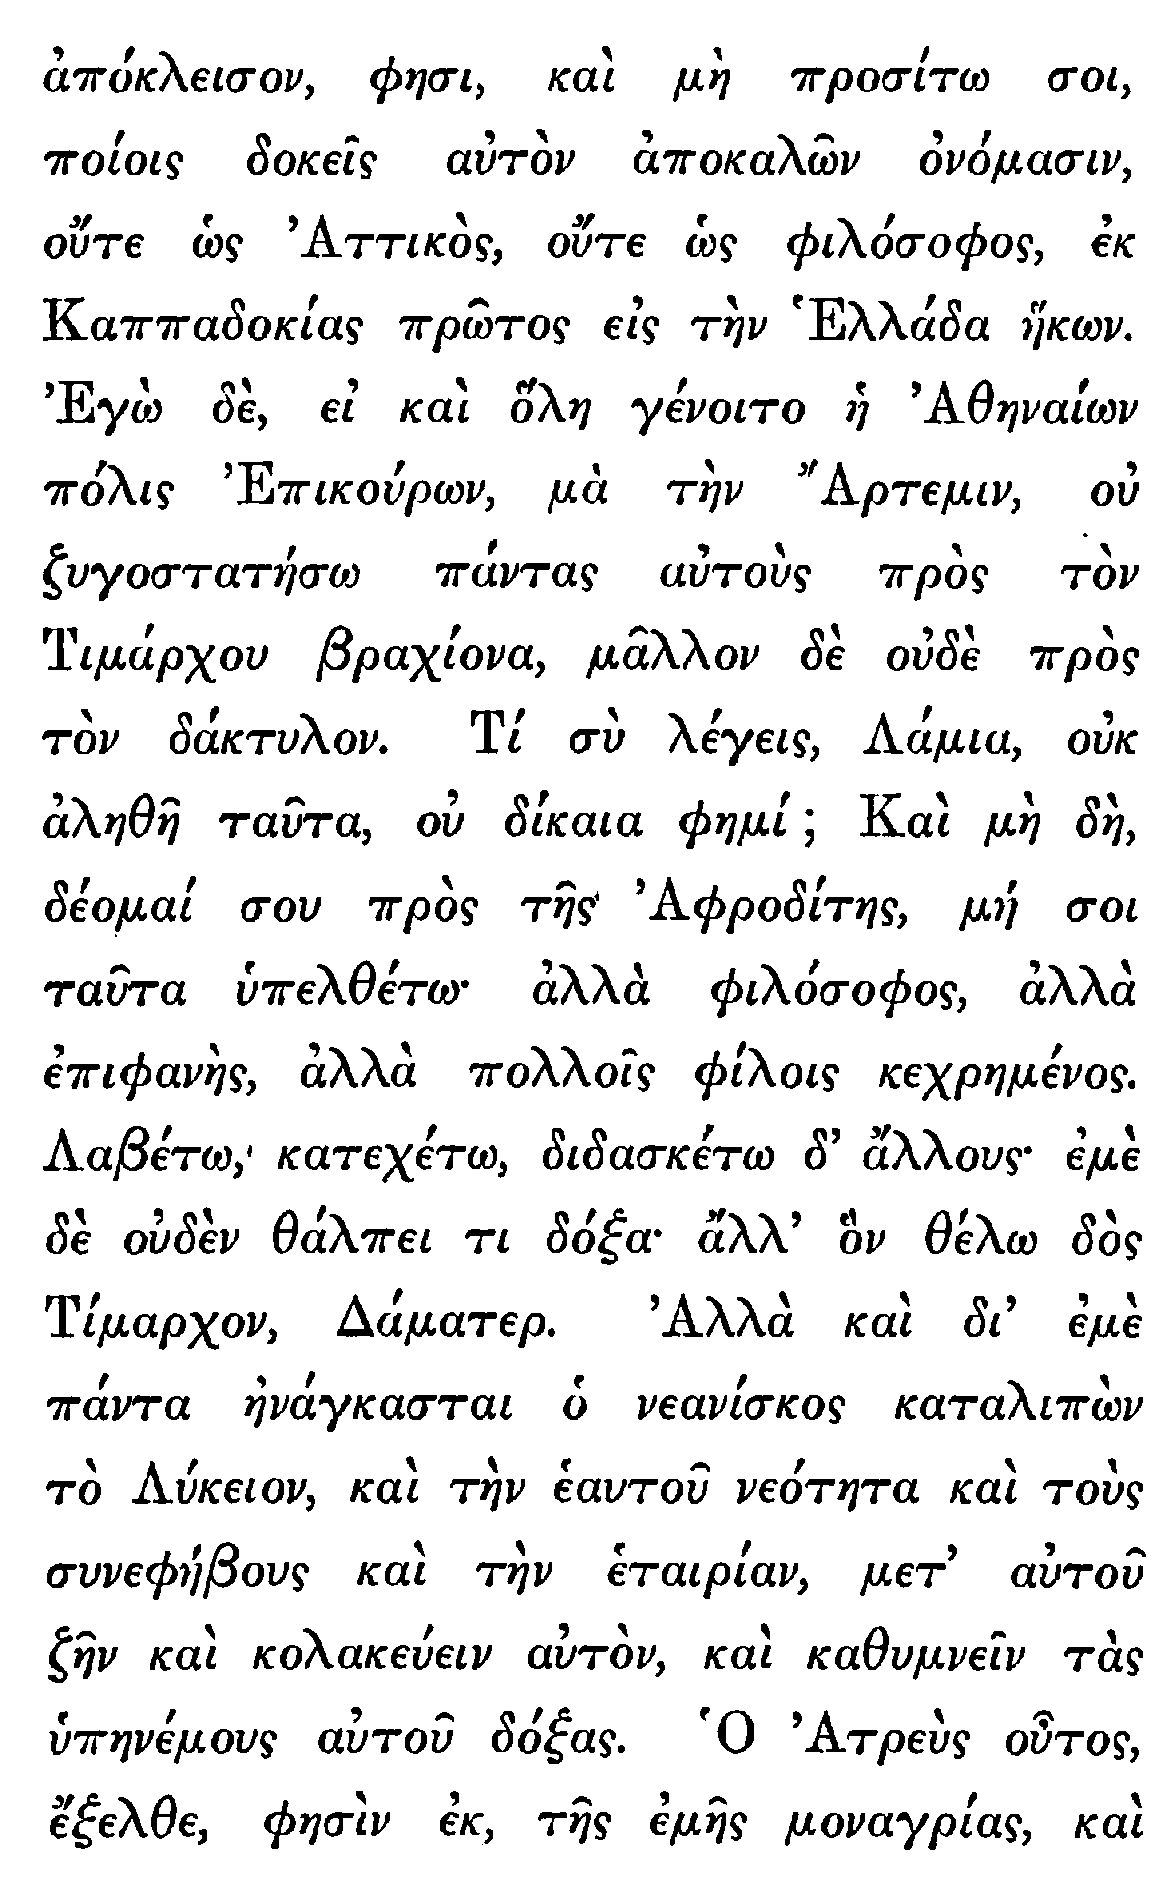 ἀπόκλεισον, φησι, καὶ μὴ προσίτω σοι,
ποίοις δοκεῖς αὐτὸν ἀποκαλῶν ὀνόμασιν,
οὔτε ὡς Ἀττικὸς, οὔτε ὡς φιλόσοφος, ἐκ
Καππαδοκίας πρῶτος εἰς τὴν Ἑλλάδα ἥκων.
Ἐγὼ δὲ, εἰ καὶ ὅλη γένοιτο ἡ Ἀθηναίων
πόλις Ἐπικούρων, μὰ τὴν Ἄρτεμιν, οὐ
ζυγοστατήσω πάντας αὐτοὺς πρὸς τὸν
Τιμάρχου βραχίονα, μᾶλλον δὲ οὐδὲ πρὸς
τὸν δάκτυλον. Τί σὺ λέγεις, Λάμια, οὐκ
ἀληθῆ ταῦτα, οὐ δίκαια φημί ; Καὶ μὴ δὴ,
δέομαί σου πρὸς τῆς Ἀφροδίτης, μή σοι
ταῦτα ὑπελθέτω· ἀλλὰ φιλόσοφος, ἀλλὰ
ἐπιφανὴς, ἀλλὰ πολλοῖς φίλοις κεχρημένος.
Λαβέτω, κατεχέτω, διδασκέτω δ’ ἄλλους· ἐμὲ
δὲ οὐδὲν θάλπει τι δόξα· ἄλλ’ ὃν θέλω δὸς
Τίμαρχον, Δάματερ. Ἀλλὰ καὶ δι’ ἐμὲ
πάντα ἠνάγκασται ὁ νεανίσκος καταλιπὼν
τὸ Λύκειον, καὶ τὴν ἑαυτοῦ νεότητα καὶ τοὺς
συνεφήβους καὶ τὴν ἑταιρίαν, μετ’ αὐτοῦ
ζῆν καὶ κολακεύειν αὐτὸν, καὶ καθυμνεῖν τὰς
ὑπηνέμους αὐτοῦ δόξας. Ὁ Ἀτρεὺς οὗτος,
ἔξελθε, φησὶν ἐκ, τῆς ἐμῆς μοναγρίας, καὶ